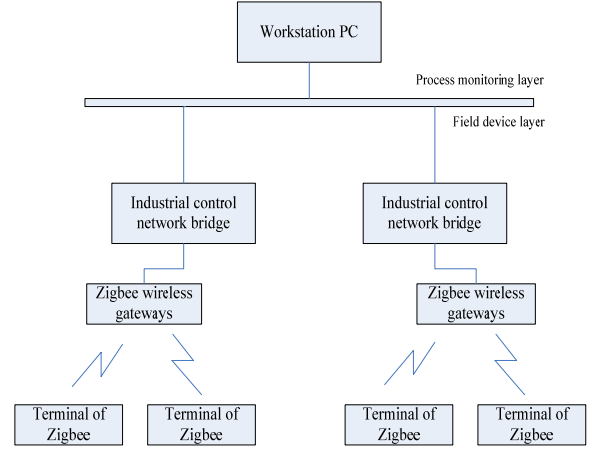 Workstation PC
Process monitoring layer
Field device layer
Industrial control
network bridge
Industrial control
network bridge
Zigbee wireless
gateways
Zigbee wireless
gateways
Terminal of
Zigbee
Terminal of
Zigbee
Terminal of
Zigbee
Terminal of
Zigbee